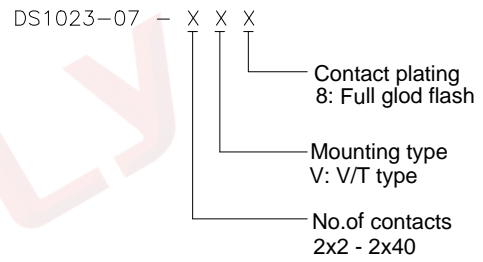 DS1023-07 - X X X
Contact plating
8: Full glod flash
Mounting type
V: V/T type
No.of contacts
2x2 - 2x40